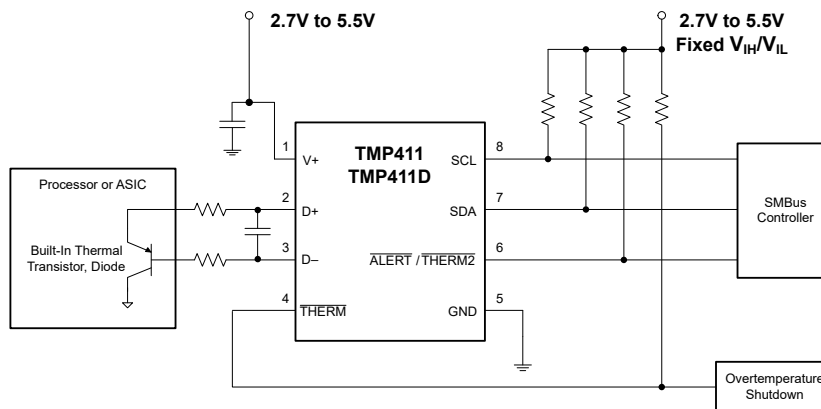 2.7V to 5.5V
2.7V to 5.5V
Fixed VIH/VIL
TMP411
TMP411D
1
V+
SCL
8
Processor or ASIC
2
D+
SDA
7
SMBus
Controller
Built-In Thermal
Transistor, Diode
3
D–
ALERT / THERM2
6
4
THERM
GND
5
Overtemperature
Shutdown